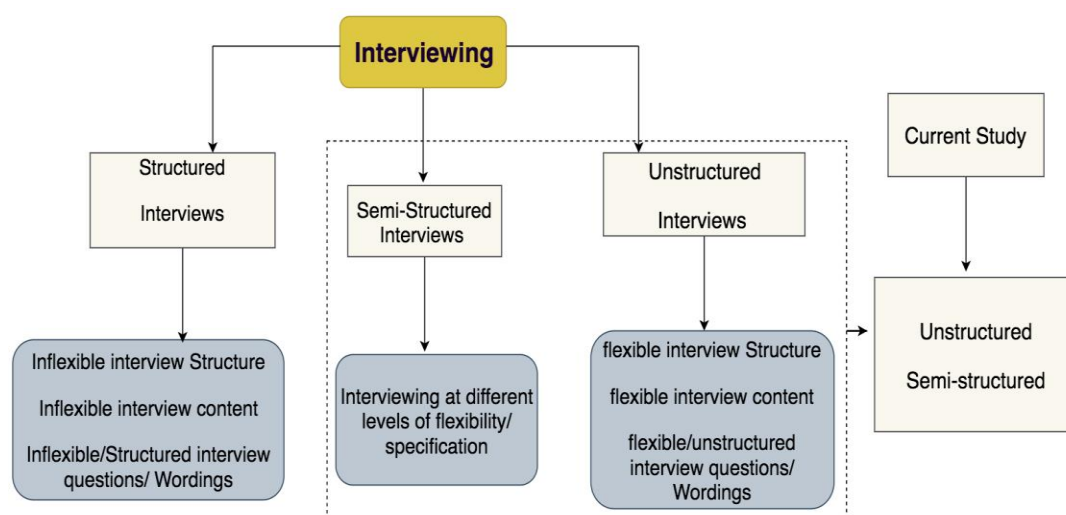 Interviewing
Structured
Interviews
Semi-Structured
Interviews
Unstructured
Interviews
Current Study
Inflexible interview Structure
Inflexible interview content
Inflexible/Structured interview
questions/ Wordings
Interviewing at different
levels of flexibility/
specification
flexible interview Structure
flexible interview content
flexible/unstructured
interview questions/
Wordings
Unstructured
Semi-structured